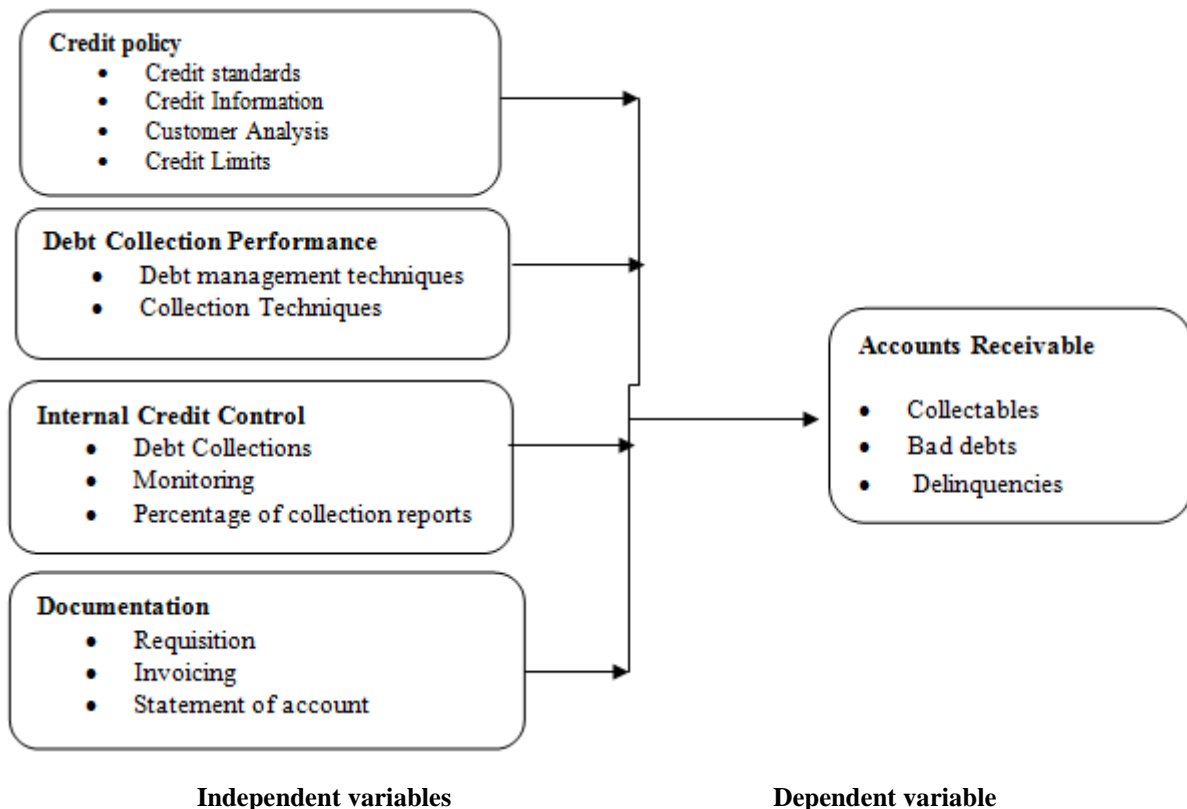 Credit policy
• Credit standards
• Credit Information
• Customer Analysis
• Credit Limits
Debt Collection Performance
• Debt management techniques
• Collection Techniques
Internal Credit Control
• Debt Collections
• Monitoring
• Percentage of collection reports
Documentation
• Requisition
• Invoicing
• Statement of account
Accounts Receivable
• Collectables
• Bad debts
• Delinquencies
Independent variables
Dependent variable